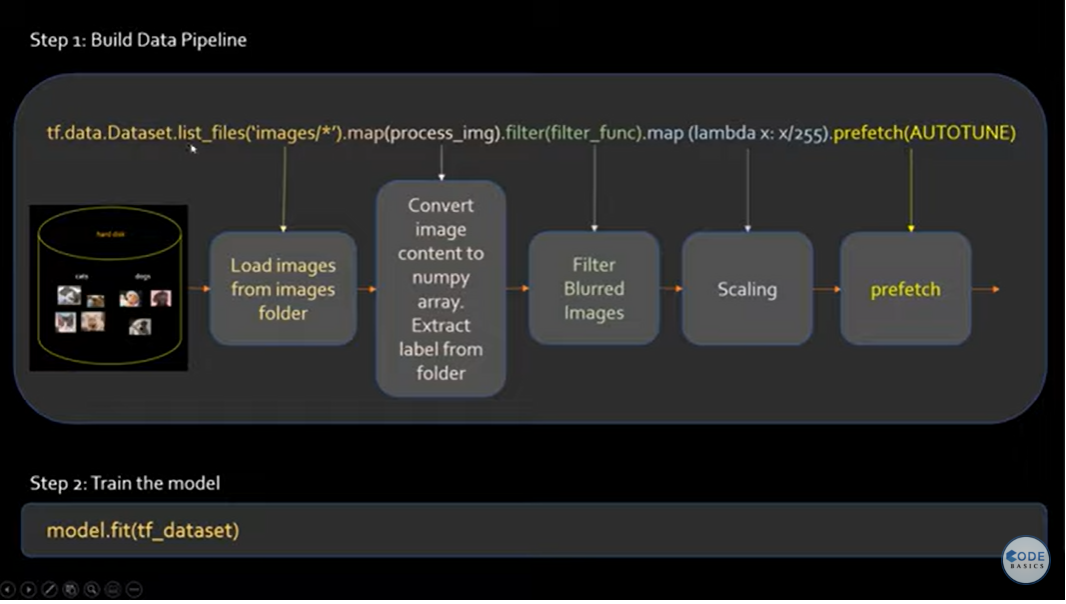 Step 1: Build Data Pipeline
tf.data.Dataset.list_files('images/*').map(process_img).filter(filter_func).map (lambda x: x/255).prefetch(AUTOTUNE)
hard disk
cats
dogs
Load images
from images
folder
Convert
image
content to
numpy
array.
Extract
label from
folder
Filter
Blurred
Images
Scaling
prefetch
Step 2: Train the model
model.fit(tf_dataset)
CODE
BASICS